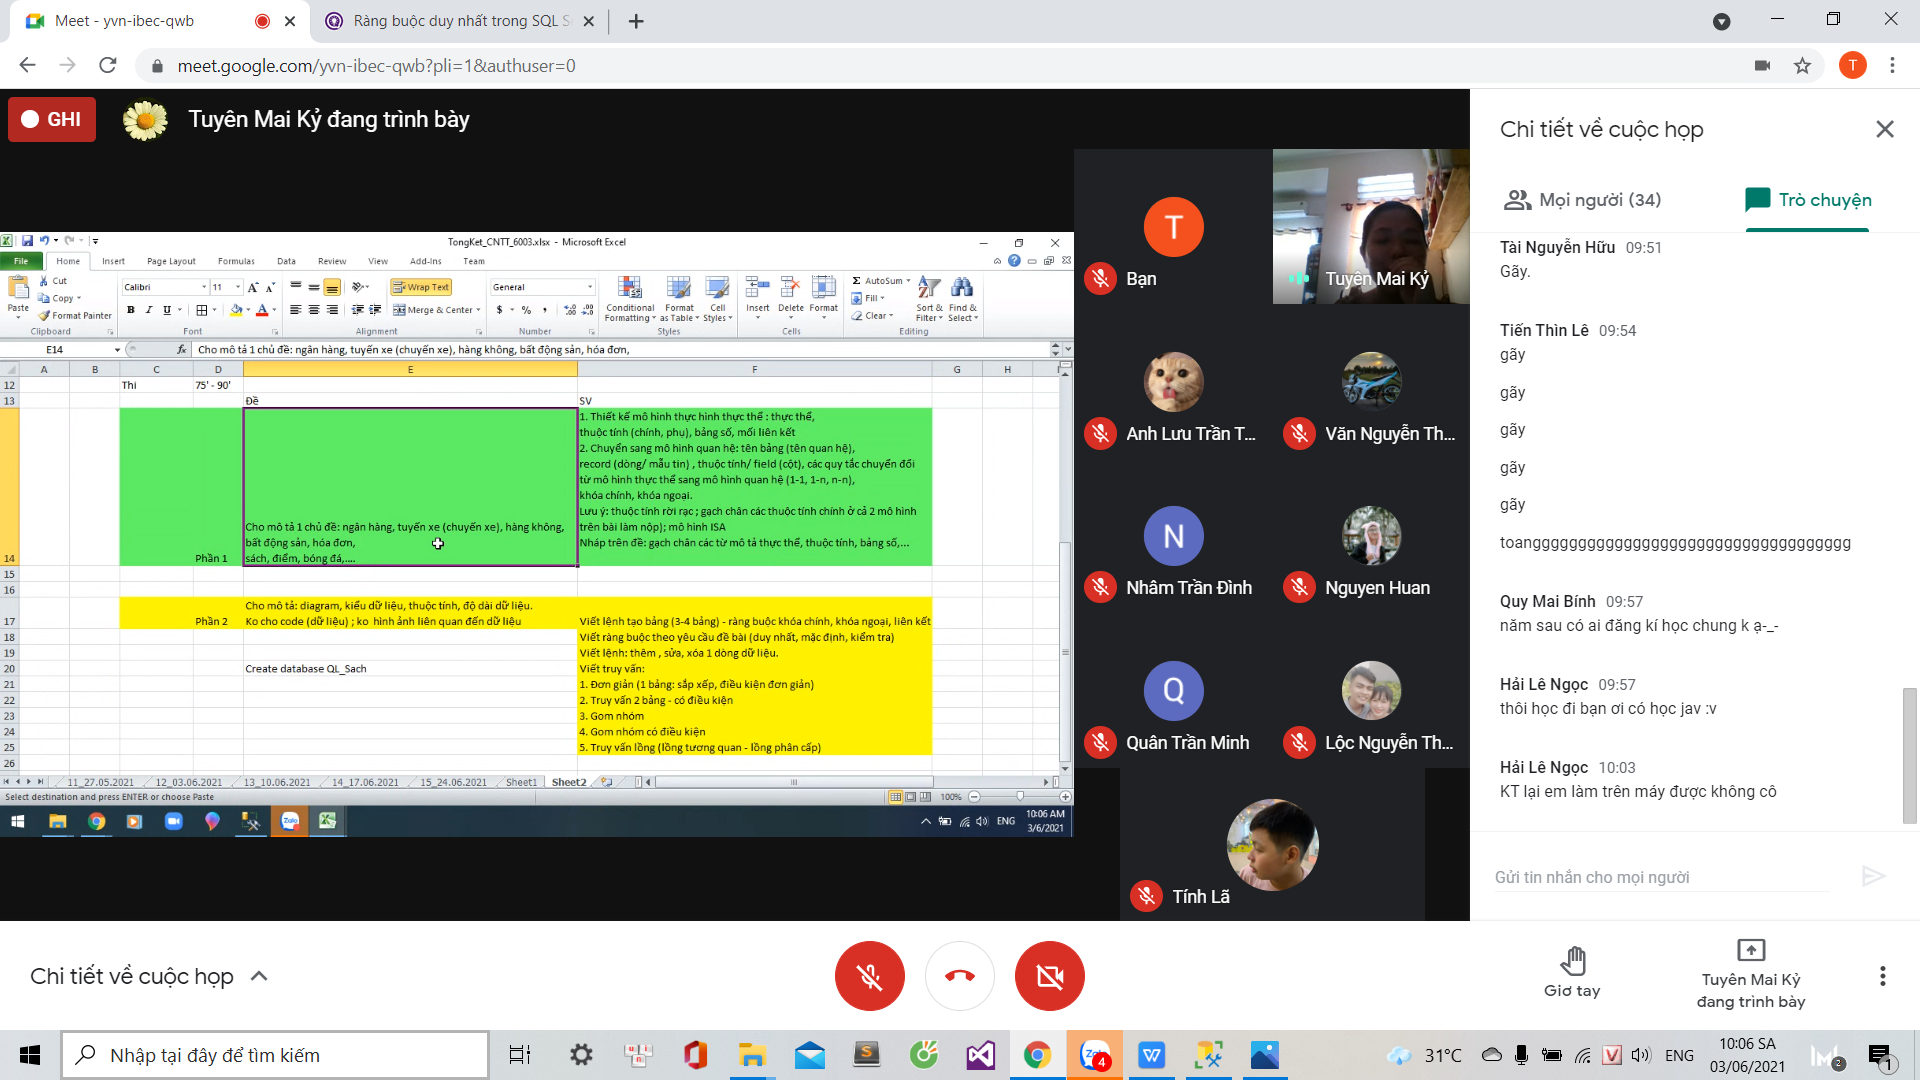 Meet - yvn-ibec-qwb
Ràng buộc duy nhất trong SQL S
meet.google.com/yvn-ibec-qwb?pli=1&authuser=0
T
GHI
Tuyên Mai Kỷ đang trình bày
TongKet_CNTT_6003.xlsx - Microsoft Excel
File Home Insert Page Layout Formulas Data Review View Add-Ins Team
Paste
Cut
Copy
Format Painter
Clipboard
Calibri 11
B I U
Font
Wrap Text
Merge & Center
Alignment
General
$ % ,
Number
Conditional Formatting
Format as Table
Cell Styles
Styles
Insert Delete Format
Cells
AutoSum
Fill
Clear
Sort & Filter
Find & Select
Editing
E14
fx
Cho mô tả 1 chủ đề: ngân hàng, tuyến xe (chuyến xe), hàng không, bất động sản, hóa đơn,
A B C D E F G H
12 Thi 75' - 90'
13 Đề SV
1. Thiết kế mô hình thực hình thực thể : thực thể,
thuộc tính (chính, phụ), bảng số, mối liên kết
2. Chuyển sang mô hình quan hệ: tên bảng (tên quan hệ),
record (dòng/ mẫu tin) , thuộc tính/ field (cột), các quy tắc chuyển đổi
từ mô hình thực thể sang mô hình quan hệ (1-1, 1-n, n-n),
khóa chính, khóa ngoại.
Lưu ý: thuộc tính rời rạc ; gạch chân các thuộc tính chính ở cả 2 mô hình
trên bài làm nộp); mô hình ISA
Nháp trên đề: gạch chân các từ mô tả thực thể, thuộc tính, bảng số,...
Cho mô tả 1 chủ đề: ngân hàng, tuyến xe (chuyến xe), hàng không,
bất động sản, hóa đơn,
14 Phần 1 sách, điểm, bóng đá,....
15
16
Cho mô tả: diagram, kiểu dữ liệu, thuộc tính, độ dài dữ liệu.
17 Phần 2 Ko cho code (dữ liệu) ; ko hình ảnh liên quan đến dữ liệu Viết lệnh tạo bảng (3-4 bảng) - ràng buộc khóa chính, khóa ngoại, liên kết
18 Viết ràng buộc theo yêu cầu đề bài (duy nhất, mặc định, kiểm tra)
19 Viết lệnh: thêm , sửa, xóa 1 dòng dữ liệu.
20 Create database QL_Sach Viết truy vấn:
21 1. Đơn giản (1 bảng: sắp xếp, điều kiện đơn giản)
22 2. Truy vấn 2 bảng - có điều kiện
23 3. Gom nhóm
24 4. Gom nhóm có điều kiện
25 5. Truy vấn lồng (lồng tương quan - lồng phân cấp)
26
11_27.05.2021 12_03.06.2021 13_10.06.2021 14_17.06.2021 15_24.06.2021 Sheet1 Sheet2
Select destination and press ENTER or choose Paste
100%
Zalo
ENG
10:06 AM
3/6/2021
T
Bạn
Tuyên Mai Kỷ
Anh Lưu Trần T...
Văn Nguyễn Th...
N
Nhâm Trần Đình
Nguyen Huan
Q
Quân Trần Minh
Lộc Nguyễn Th...
Tính Lã
Chi tiết về cuộc họp
Mọi người (34)
Trò chuyện
Tài Nguyễn Hữu 09:51
Gãy.
Tiến Thìn Lê 09:54
gãy
gãy
gãy
gãy
gãy
toangggggggggggggggggggggggggggggggggggg
Quy Mai Bính 09:57
năm sau có ai đăng kí học chung k ạ-_-
Hải Lê Ngọc 09:57
thôi học đi bạn ơi có học jav :v
Hải Lê Ngọc 10:03
KT lại em làm trên máy được không cô
Gửi tin nhắn cho mọi người
Chi tiết về cuộc họp
Giơ tay
Tuyên Mai Kỷ
đang trình bày
Nhập tại đây để tìm kiếm
Zalo
4
31°C
ENG
10:06 SA
03/06/2021
2
1